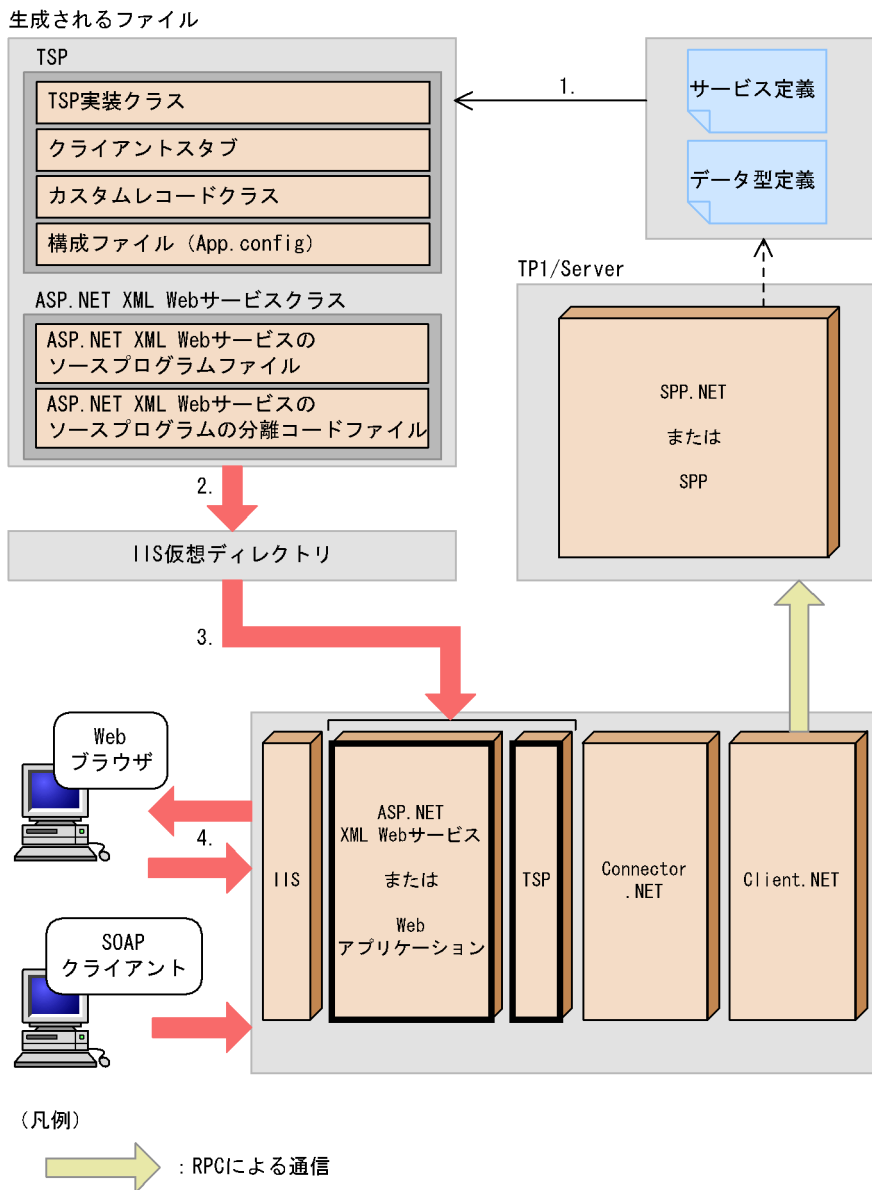 生成されるファイル
TSP
TSP実装クラス
クライアントスタブ
カスタムレコードクラス
構成ファイル（App.config）
ASP.NET XML Webサービスクラス
ASP.NET XML Webサービスの
ソースプログラムファイル
ASP.NET XML Webサービスの
ソースプログラムの分離コードファイル
1.
サービス定義
データ型定義
TP1/Server
SPP.NET
または
SPP
2.
IIS仮想ディレクトリ
3.
Web
ブラウザ
4.
SOAP
クライアント
IIS
ASP.NET
XML Webサービス
または
Web
アプリケーション
TSP
Connector
.NET
Client.NET
（凡例）
：RPCによる通信